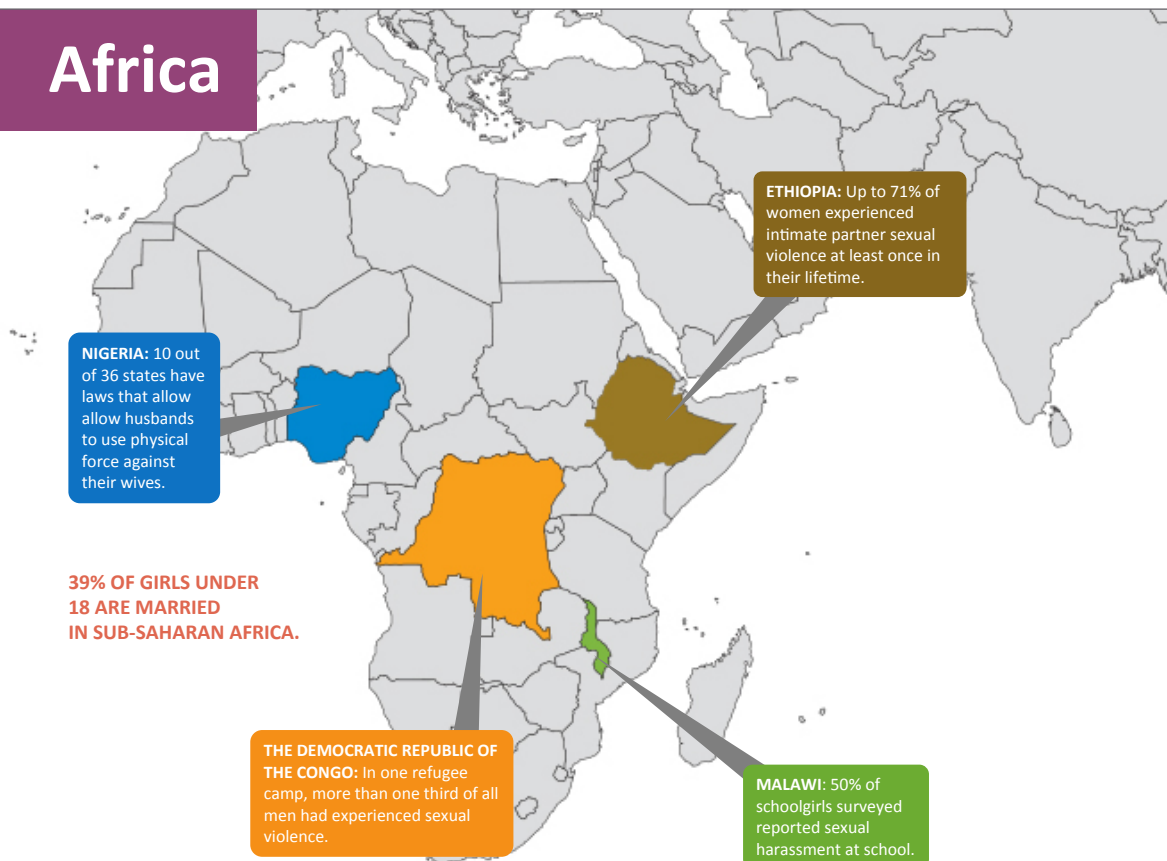 Africa
ETHIOPIA: Up to 71% of
women experienced
intimate partner sexual
violence at least once in
their lifetime.
NIGERIA: 10 out
of 36 states have
laws that allow
allow husbands
to use physical
force against
their wives.
39% OF GIRLS UNDER
18 ARE MARRIED
IN SUB-SAHARAN AFRICA.
THE DEMOCRATIC REPUBLIC OF
THE CONGO: In one refugee
camp, more than one third of all
men had experienced sexual
violence.
MALAWI: 50% of
schoolgirls surveyed
reported sexual
harassment at school.